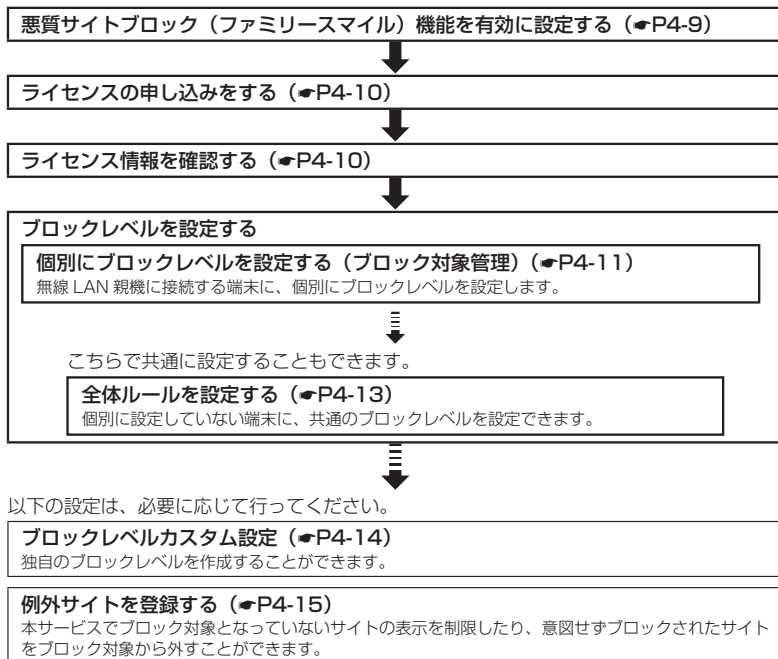 悪質サイトブロック（ファミリースマイル）機能を有効に設定する（☛P4-9）
ライセンスの申し込みをする（☛P4-10）
ライセンス情報を確認する（☛P4-10）
ブロックレベルを設定する
個別にブロックレベルを設定する（ブロック対象管理）（☛P4-11）
無線 LAN 親機に接続する端末に、個別にブロックレベルを設定します。
こちらで共通に設定することもできます。
全体ルールを設定する（☛P4-13）
個別に設定していない端末に、共通のブロックレベルを設定できます。
以下の設定は、必要に応じて行ってください。
ブロックレベルカスタム設定（☛P4-14）
独自のブロックレベルを作成することができます。
例外サイトを登録する（☛P4-15）
本サービスでブロック対象となっていないサイトの表示を制限したり、意図せずブロックされたサイト
をブロック対象から外すことができます。